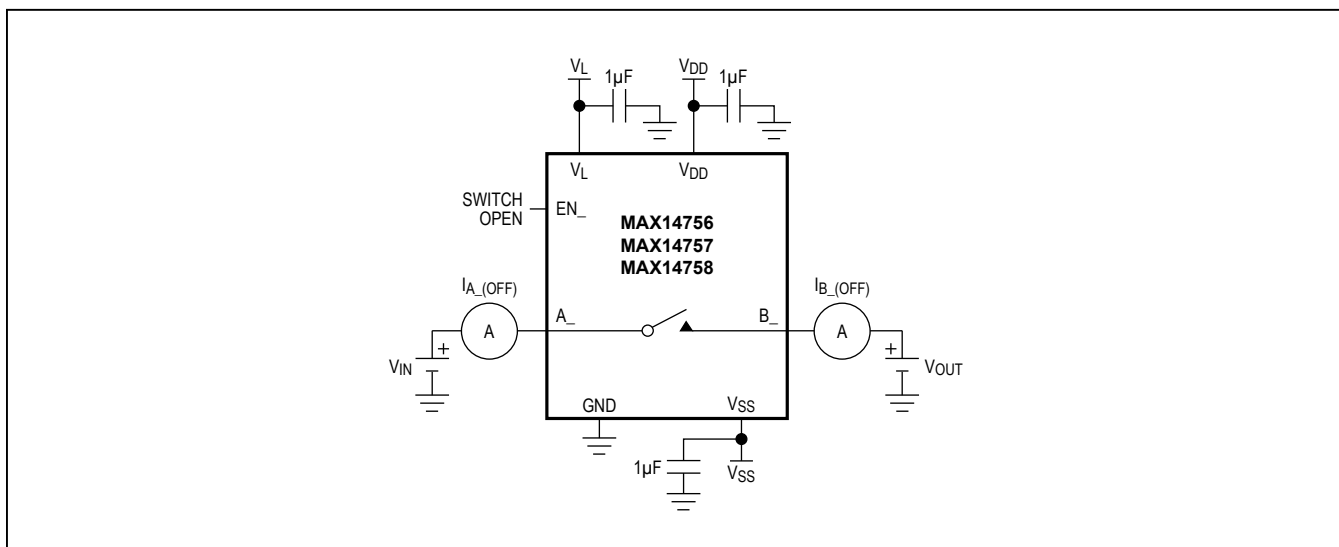 VL
1µF
VDD
1µF
VL
VDD
SWITCH
OPEN
EN_
MAX14756
MAX14757
MAX14758
IA_(OFF)
IB_(OFF)
A
A_
B_
A
+
VIN
+
VOUT
GND
VSS
1µF
VSS